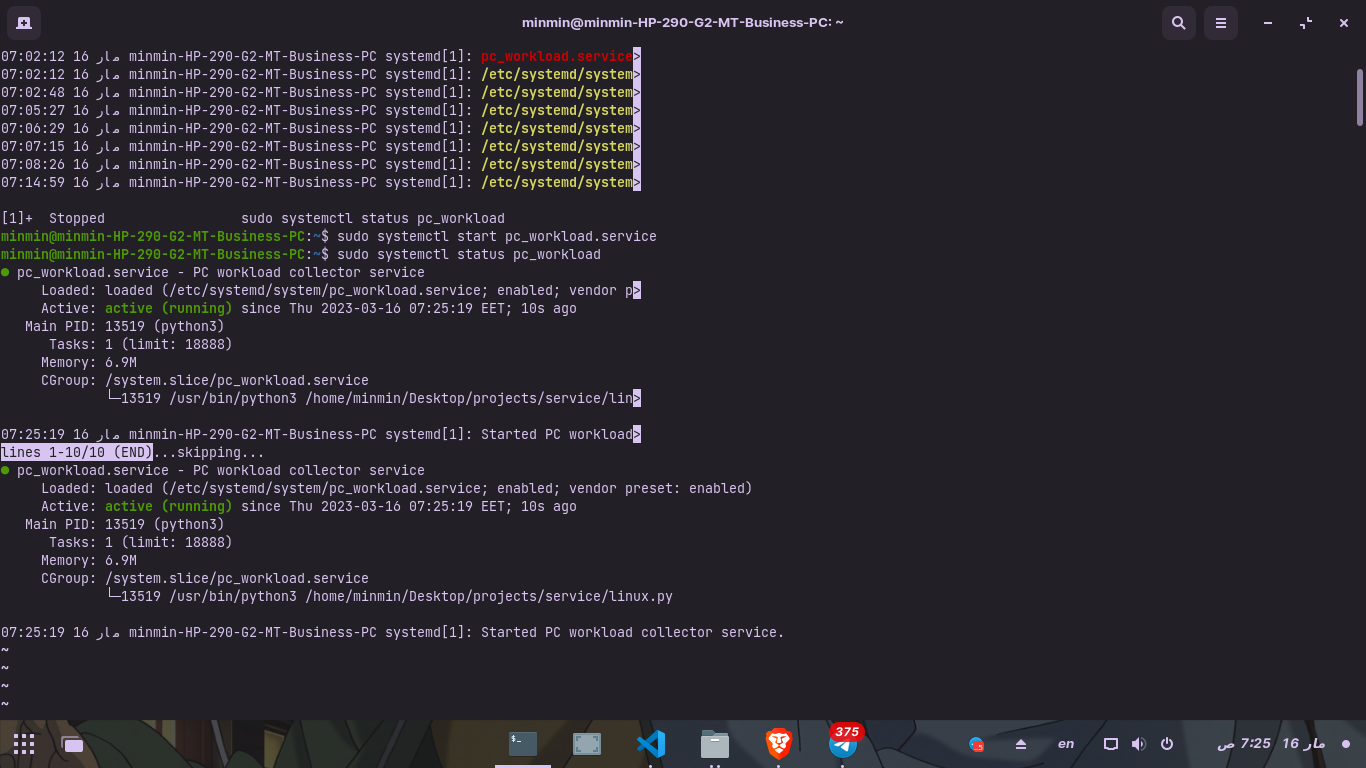 minmin@minmin-HP-290-G2-MT-Business-PC: ~
07:02:12 16 مار minmin-HP-290-G2-MT-Business-PC systemd[1]: pc_workload.service>
07:02:12 16 مار minmin-HP-290-G2-MT-Business-PC systemd[1]: /etc/systemd/system>
07:02:48 16 مار minmin-HP-290-G2-MT-Business-PC systemd[1]: /etc/systemd/system>
07:05:27 16 مار minmin-HP-290-G2-MT-Business-PC systemd[1]: /etc/systemd/system>
07:06:29 16 مار minmin-HP-290-G2-MT-Business-PC systemd[1]: /etc/systemd/system>
07:07:15 16 مار minmin-HP-290-G2-MT-Business-PC systemd[1]: /etc/systemd/system>
07:08:26 16 مار minmin-HP-290-G2-MT-Business-PC systemd[1]: /etc/systemd/system>
07:14:59 16 مار minmin-HP-290-G2-MT-Business-PC systemd[1]: /etc/systemd/system>
[1]+  Stopped                 sudo systemctl status pc_workload
minmin@minmin-HP-290-G2-MT-Business-PC:~$ sudo systemctl start pc_workload.service
minmin@minmin-HP-290-G2-MT-Business-PC:~$ sudo systemctl status pc_workload
● pc_workload.service - PC workload collector service
     Loaded: loaded (/etc/systemd/system/pc_workload.service; enabled; vendor p>
     Active: active (running) since Thu 2023-03-16 07:25:19 EET; 10s ago
   Main PID: 13519 (python3)
      Tasks: 1 (limit: 18888)
     Memory: 6.9M
     CGroup: /system.slice/pc_workload.service
             └─13519 /usr/bin/python3 /home/minmin/Desktop/projects/service/lin>
07:25:19 16 مار minmin-HP-290-G2-MT-Business-PC systemd[1]: Started PC workload>
lines 1-10/10 (END)...skipping...
● pc_workload.service - PC workload collector service
     Loaded: loaded (/etc/systemd/system/pc_workload.service; enabled; vendor preset: enabled)
     Active: active (running) since Thu 2023-03-16 07:25:19 EET; 10s ago
   Main PID: 13519 (python3)
      Tasks: 1 (limit: 18888)
     Memory: 6.9M
     CGroup: /system.slice/pc_workload.service
             └─13519 /usr/bin/python3 /home/minmin/Desktop/projects/service/linux.py
07:25:19 16 مار minmin-HP-290-G2-MT-Business-PC systemd[1]: Started PC workload collector service.
~
~
~
~
$_
375
en
مار 16 7:25 ص